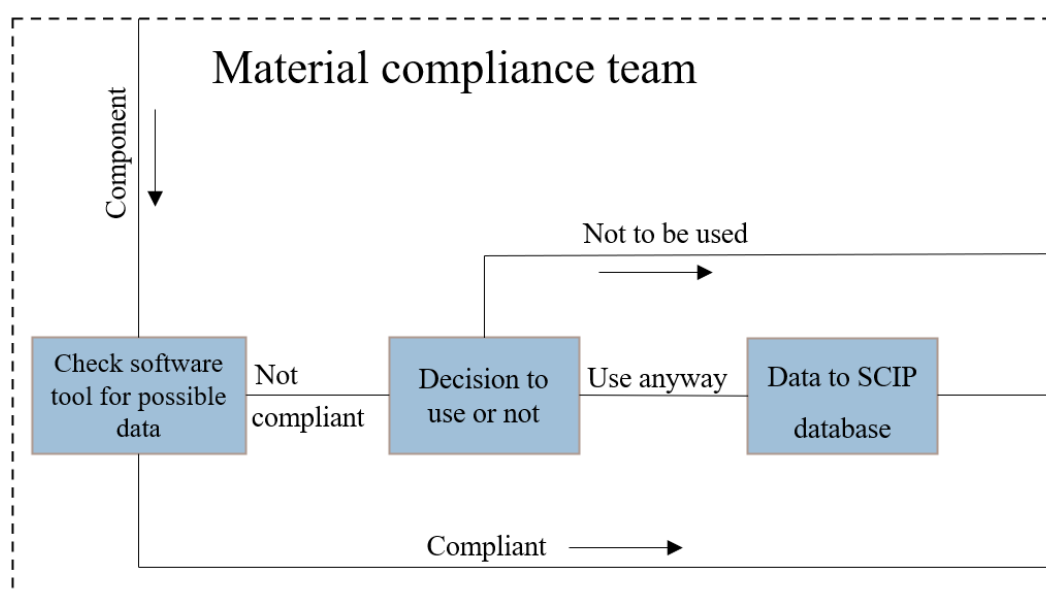 Material compliance team
Component
Not to be used
Check software
tool for possible
data
Not
compliant
Decision to
use or not
Use anyway
Data to SCIP
database
Compliant